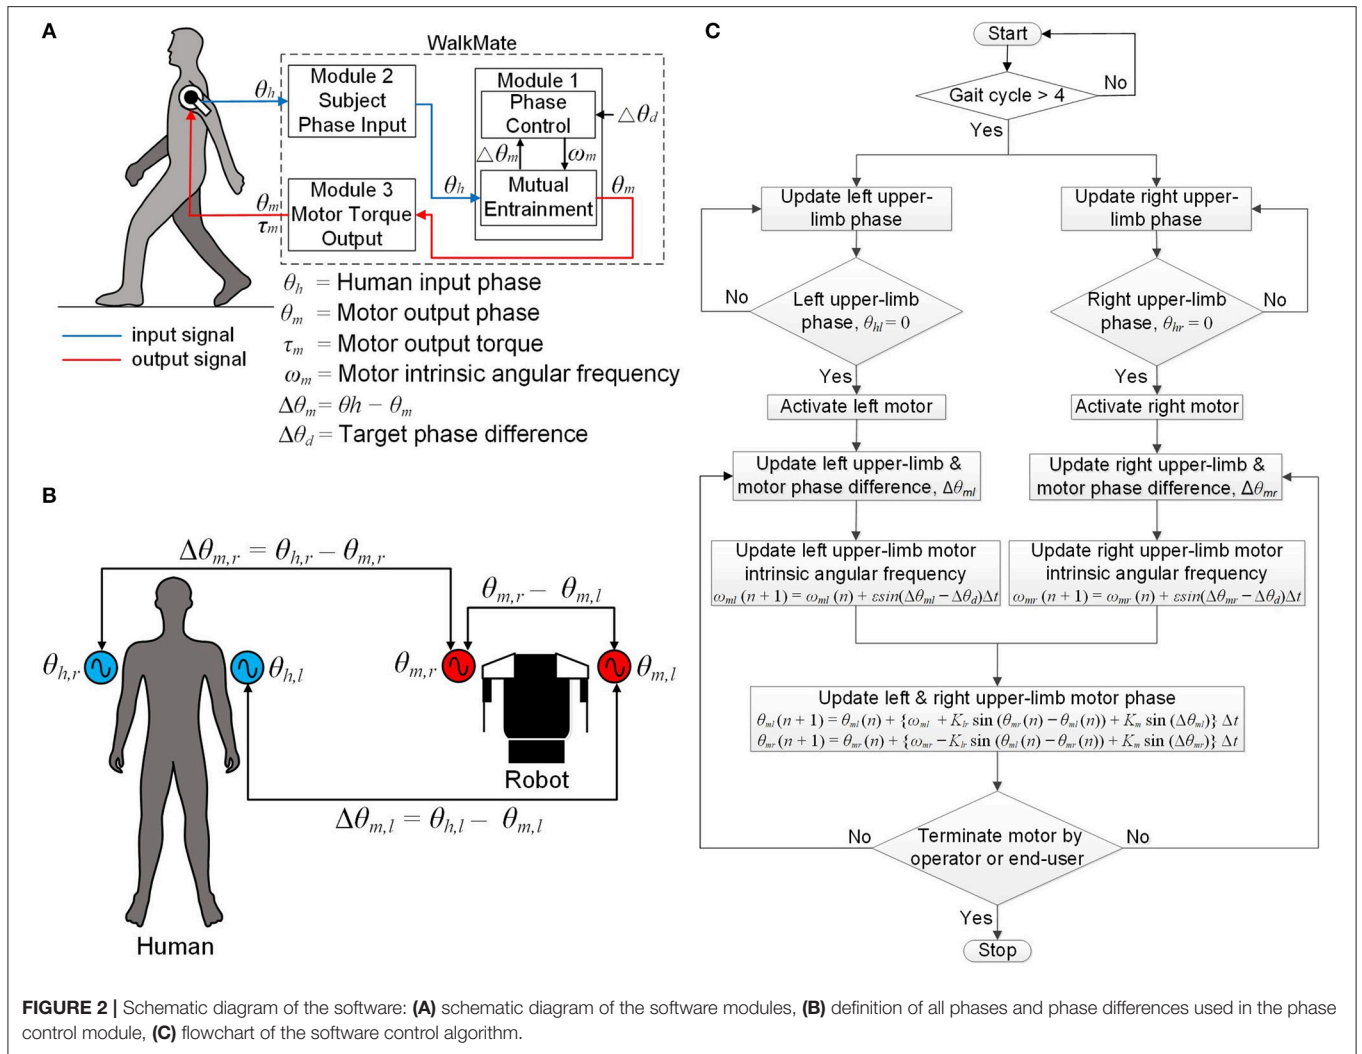 A
WalkMate
Module 2
Subject
Phase Input
Module 1
Phase
Control
Mutual
Entrainment
Module 3
Motor Torque
Output
θh
θh
△θd
△θm
ωm
θm
θm
τm
input signal
output signal
θh = Human input phase
θm = Motor output phase
τm = Motor output torque
ωm = Motor intrinsic angular frequency
Δθm= θh − θm
Δθd = Target phase difference
B
Δθm,r = θh,r − θm,r
θm,r − θm,l
θh,r
θh,l
θm,r
θm,l
Robot
Δθm,l = θh,l − θm,l
Human
C
Start
Gait cycle > 4
No
Yes
Update left upper-
limb phase
Update right upper-
limb phase
No
Left upper-limb
phase, θhl = 0
Right upper-limb
phase, θhr = 0
No
Yes
Yes
Activate left motor
Activate right motor
Update left upper-limb &
motor phase difference, Δθml
Update right upper-limb &
motor phase difference, Δθmr
Update left upper-limb motor
intrinsic angular frequency
ωml (n + 1) = ωml (n) + εsin(Δθml − Δθd)Δt
Update right upper-limb motor
intrinsic angular frequency
ωmr (n + 1) = ωmr (n) + εsin(Δθmr − Δθd)Δt
Update left & right upper-limb motor phase
θml (n + 1) = θml (n) + {ωml + Klr sin (θmr (n) − θml (n)) + Km sin (Δθml)} Δt
θmr (n + 1) = θmr (n) + {ωmr − Klr sin (θml (n) − θmr (n)) + Km sin (Δθmr)} Δt
No
Terminate motor by
operator or end-user
No
Yes
Stop
FIGURE 2 | Schematic diagram of the software: (A) schematic diagram of the software modules, (B) definition of all phases and phase differences used in the phase
control module, (C) flowchart of the software control algorithm.